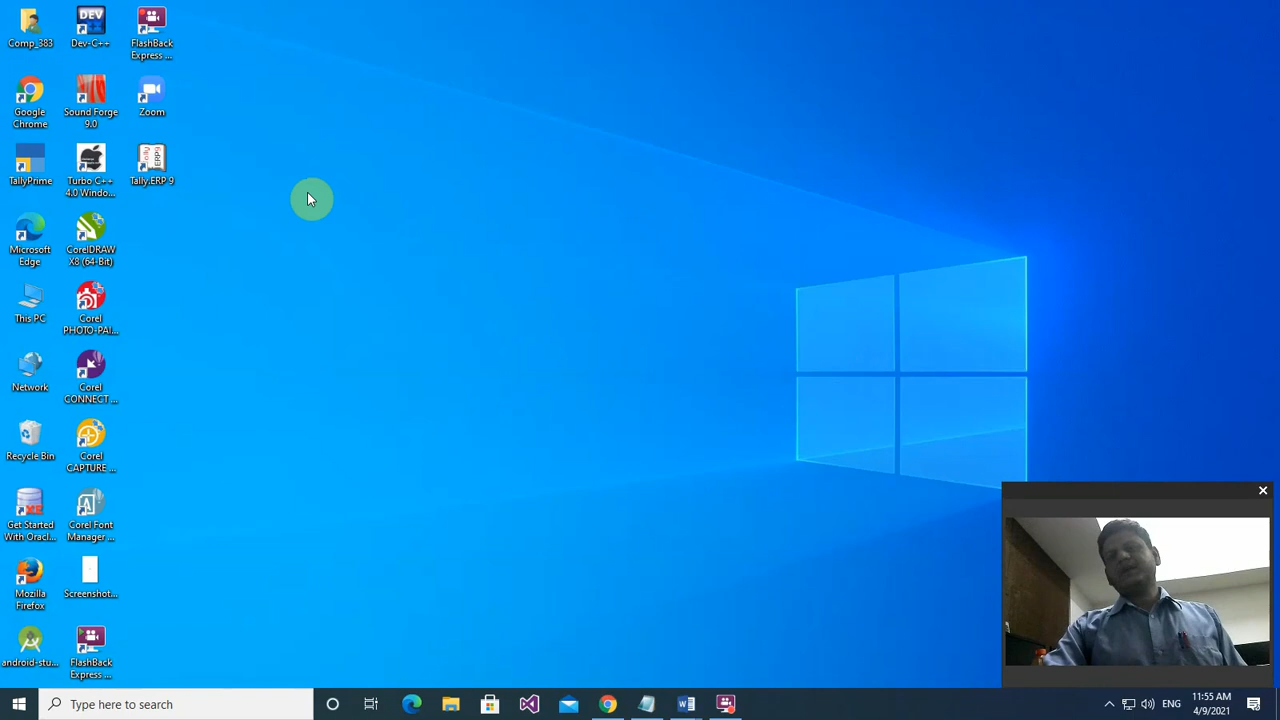 Comp_383
DEV
Dev-C++
FlashBack
Express ...
Google
Chrome
Sound Forge
9.0
Zoom
TallyPrime
Turbo C++
4.0 Windo...
Tally
ERP9
Tally.ERP 9
Microsoft
Edge
CorelDRAW
X8 (64-Bit)
This PC
Corel
PHOTO-PAI...
Network
Corel
CONNECT ...
Recycle Bin
Corel
CAPTURE ...
Get Started
With Oracl...
Corel Font
Manager ...
Mozilla
Firefox
Screenshot...
android-stu...
FlashBack
Express ...
Type here to search
ENG
11:55 AM
4/9/2021